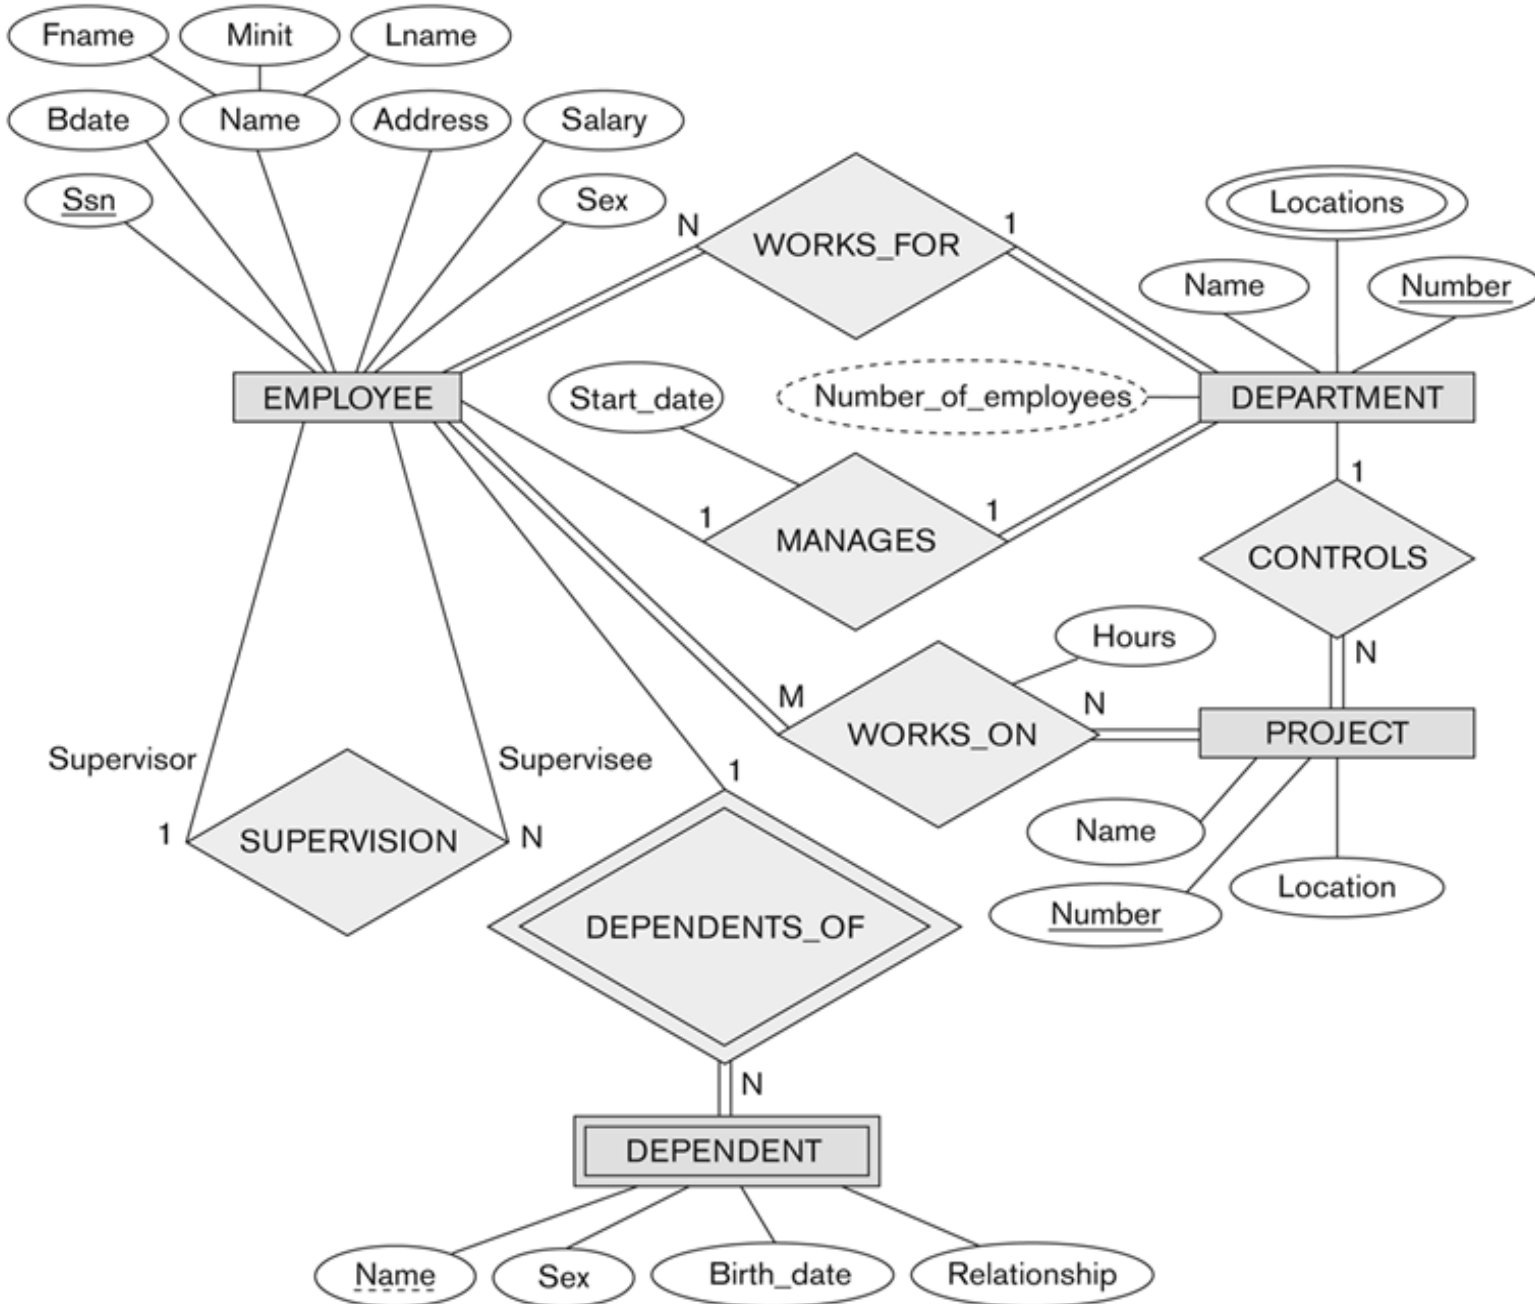 Fname
Minit
Lname
Bdate
Name
Address
Salary
Ssn
Sex
N
WORKS_FOR
1
Locations
Name
Number
EMPLOYEE
Start_date
Number_of_employees
DEPARTMENT
1
MANAGES
1
1
CONTROLS
N
Hours
M
WORKS_ON
N
PROJECT
Supervisor
Supervisee
1
SUPERVISION
N
1
DEPENDENTS_OF
N
Name
Number
Location
DEPENDENT
Name
Sex
Birth_date
Relationship